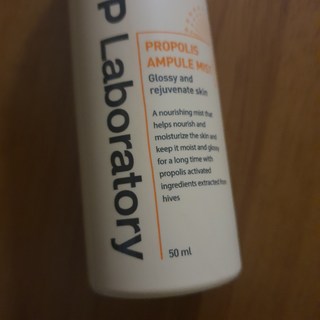 P Laboratory
PROPOLIS
AMPULE MIST
Glossy and
rejuvenate skin
A nourishing mist that
helps nourish and
moisturize the skin and
keep it moist and glossy
for a long time with
propolis activated
ingredients extracted from
hives
50 ml